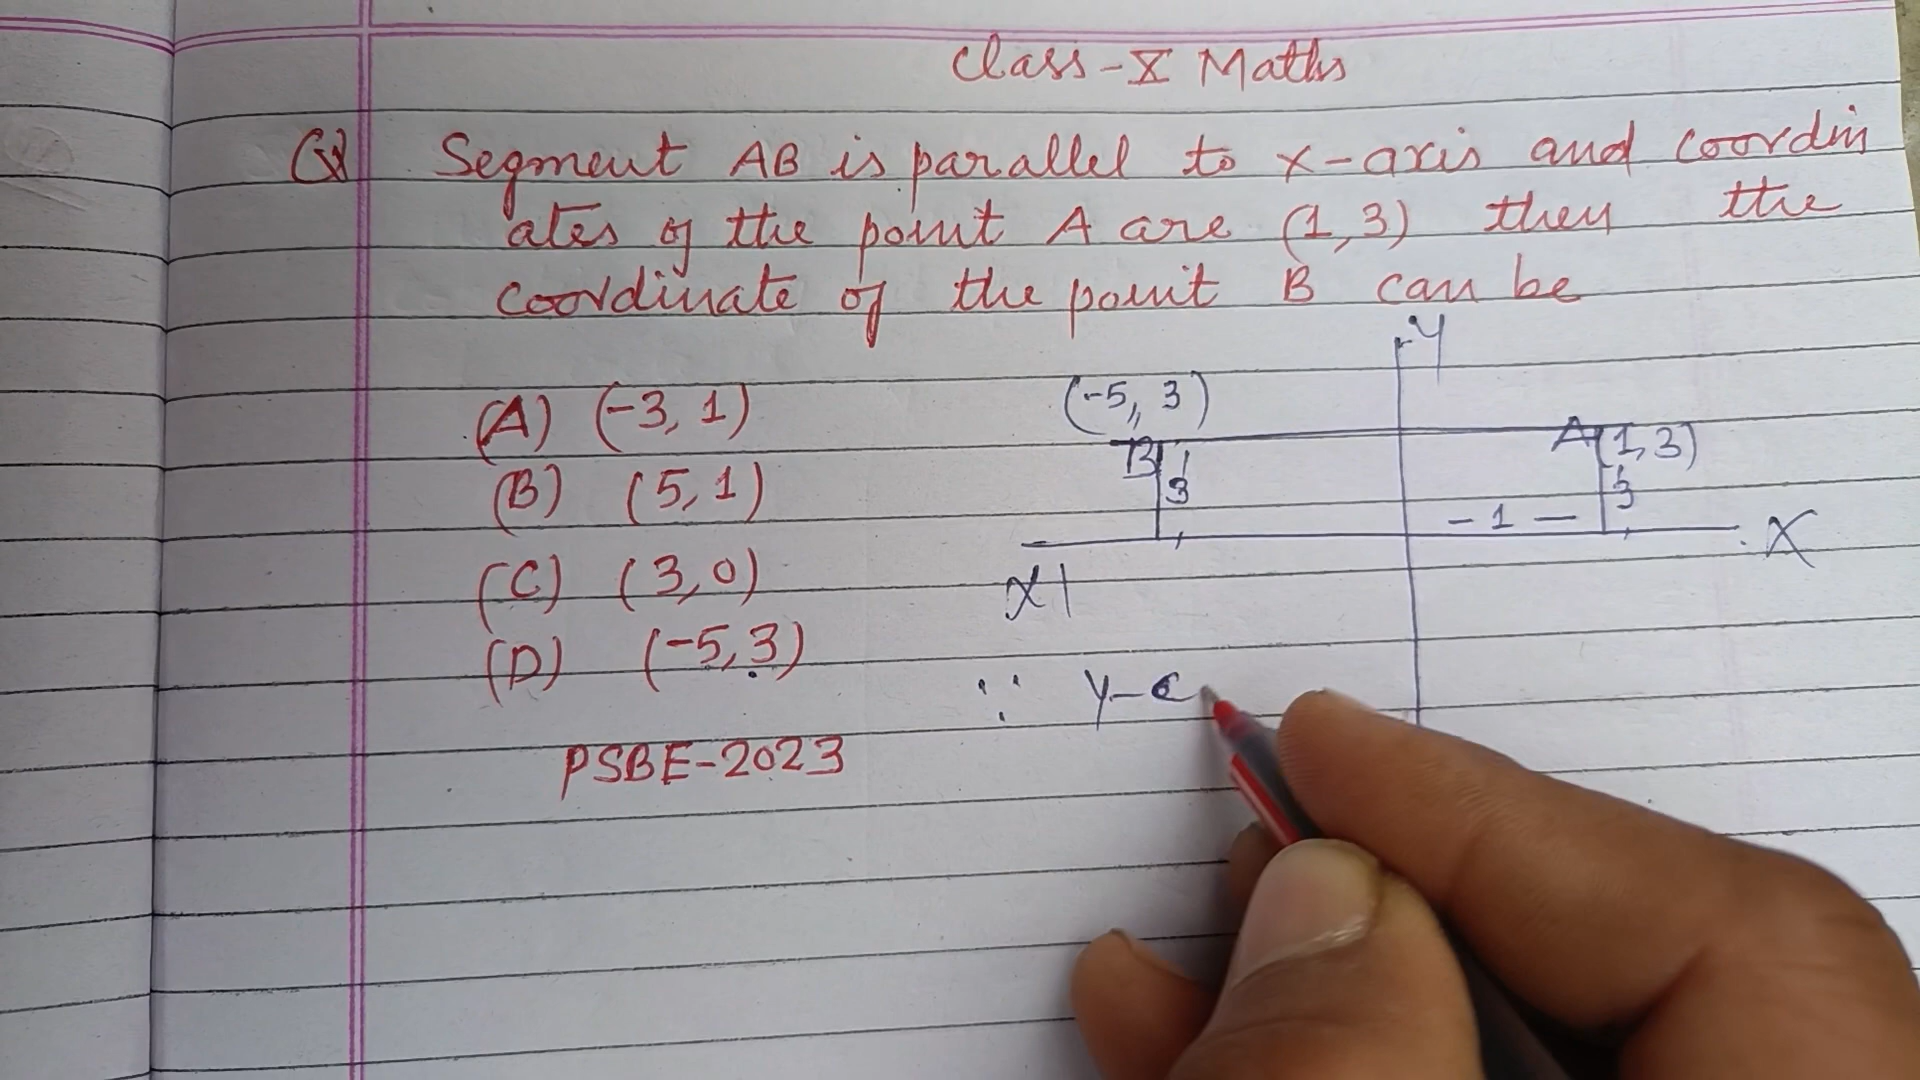 Class-X Maths
Q Segment AB is parallel to x-axis and coordin
ates of the point A are (1,3) then the
coordinate of the point B can be
(A) (-3, 1)
(B) (5, 1)
(C) (3, 0)
(D) (-5, 3)
PSBE-2023
Y
(-5, 3)
B
A(1,3)
3
3
- 1 -
X
X|
∵ y-c